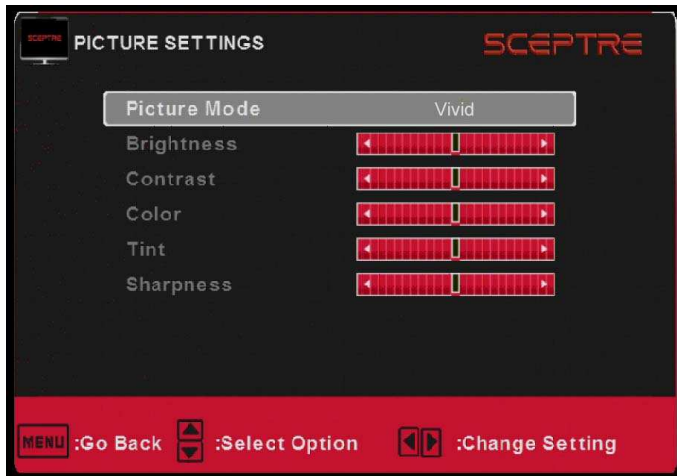 SCEPTRE
PICTURE SETTINGS
SCEPTRE
Picture Mode Vivid
Brightness
Contrast
Color
Tint
Sharpness
MENU :Go Back :Select Option :Change Setting